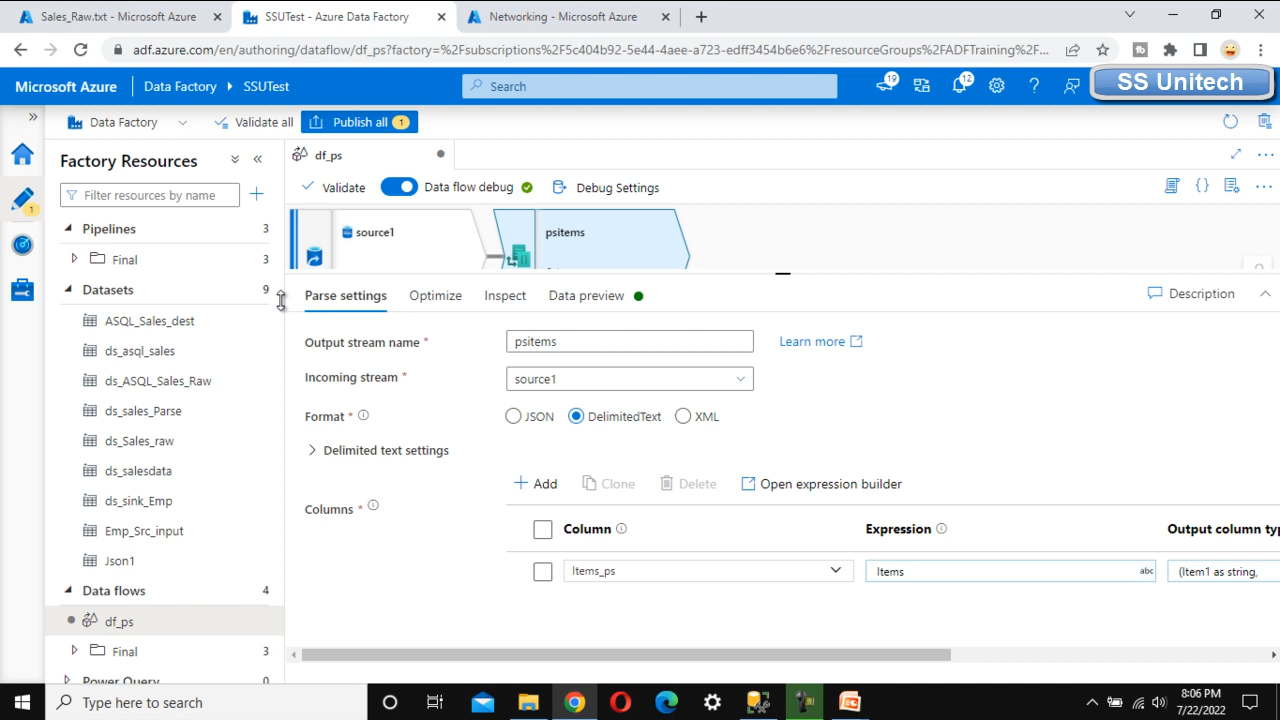 Sales_Raw.txt - Microsoft Azure
SSUTest - Azure Data Factory
Networking - Microsoft Azure
adf.azure.com/en/authoring/dataflow/df_ps?factory=%2Fsubscriptions%2F5c404b92-5e44-4aee-a723-edff3454b6e6%2FresourceGroups%2FADFTraining%2F...
Microsoft Azure
Data Factory
SSUTest
Search
19
12
SS Unitech
Data Factory
Validate all
Publish all
1
Factory Resources
df_ps
Filter resources by name
Validate
Data flow debug
Debug Settings
1
Pipelines
3
source1
psitems
Final
3
Datasets
9
Parse settings
Optimize
Inspect
Data preview
Description
ASQL_Sales_dest
Output stream name *
psitems
Learn more
ds_asql_sales
Incoming stream *
source1
ds_ASQL_Sales_Raw
ds_sales_Parse
Format *
JSON
DelimitedText
XML
ds_Sales_raw
Delimited text settings
ds_salesdata
Add
Clone
Delete
Open expression builder
ds_sink_Emp
Columns *
Column
Expression
Output column typ
Emp_Src_input
Json1
Items_ps
Items
abc
(Item1 as string,
Data flows
4
df_ps
Final
3
Power Query
0
Type here to search
8:06 PM
7/22/2022